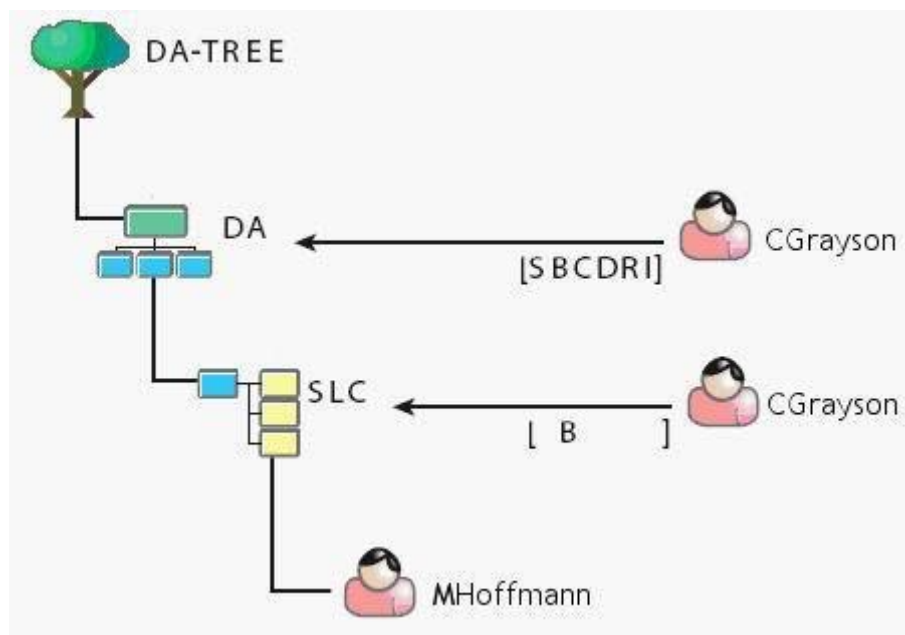 DA-TREE
DA
CGrayson
[SBCDRI]
SLC
CGrayson
[ B ]
MHoffmann